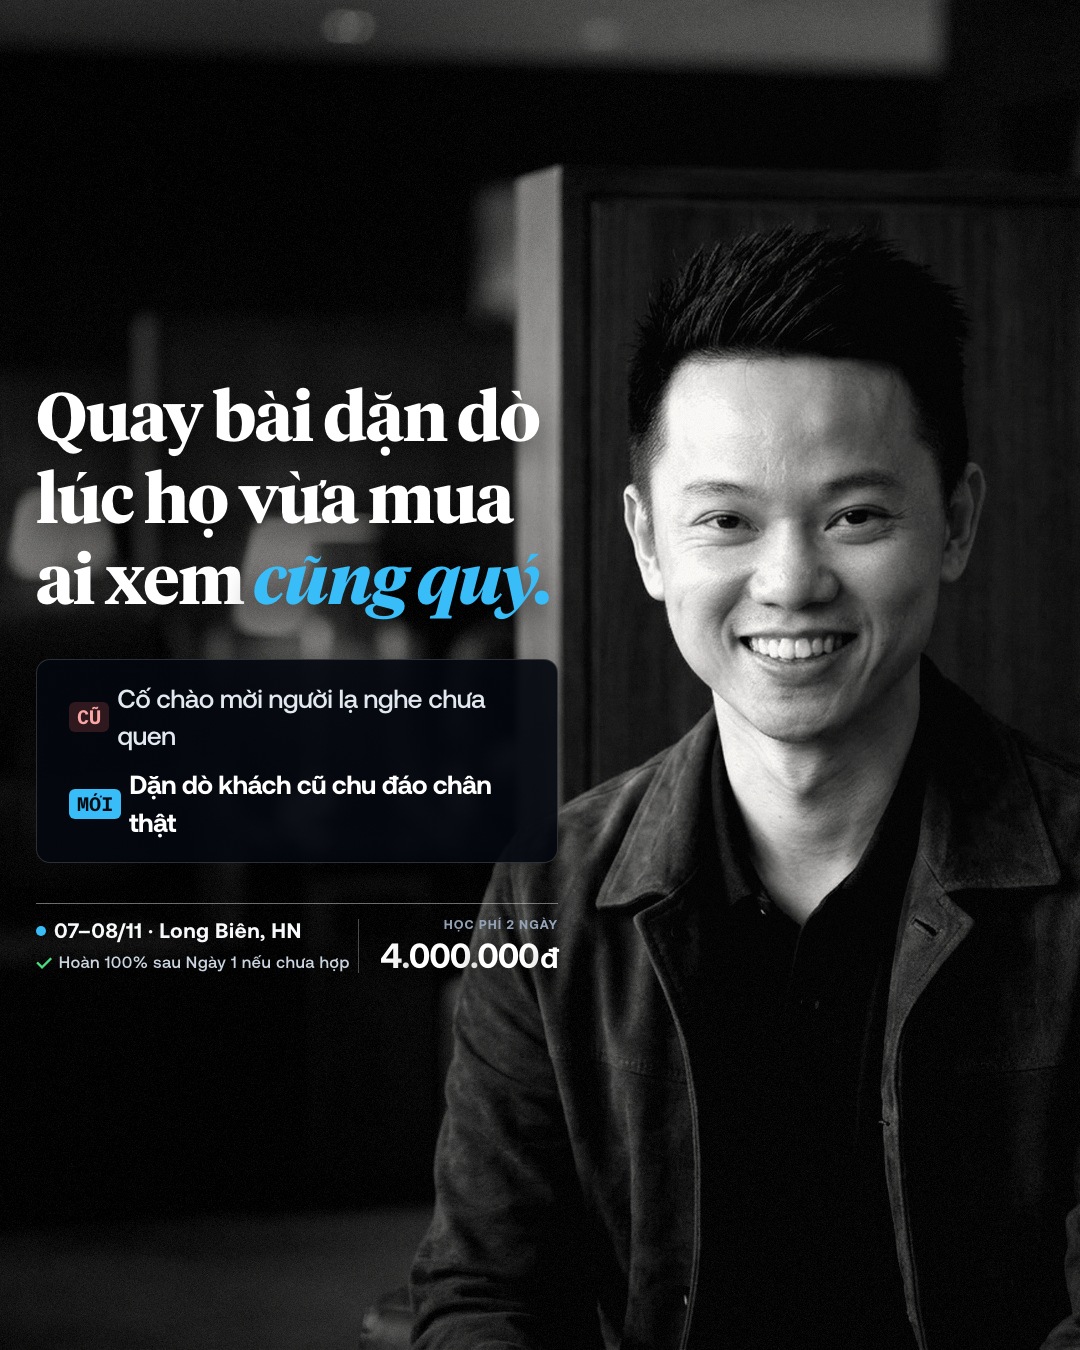 Quay bài dặn dò
lúc họ vừa mua
ai xem cũng quý.
CŨ Cố chào mời người lạ nghe chưa
quen
MỚI Dặn dò khách cũ chu đáo chân
thật
07–08/11 · Long Biên, HN
Hoàn 100% sau Ngày 1 nếu chưa hợp
HỌC PHÍ 2 NGÀY
4.000.000đ